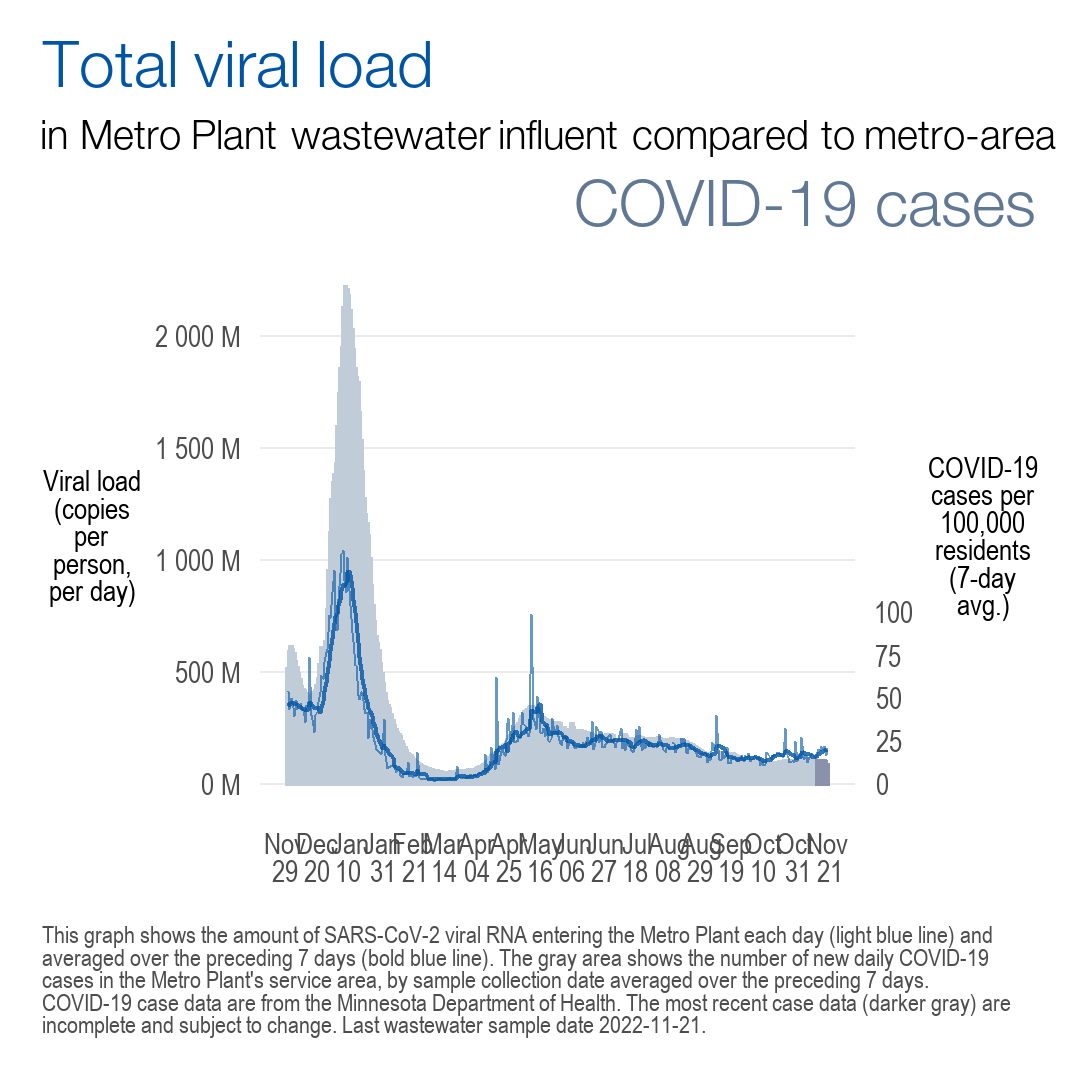 Total viral load
in Metro Plant wastewater influent compared to metro-area
COVID-19 cases
2 000 M
1 500 M
1 000 M
500 M
0 M
Viral load
(copies
per
person,
per day)
COVID-19
cases per
100,000
residents
(7-day
avg.)
100
75
50
25
0
Nov Dec Jan Jan Feb Mar Apr Apr May Jun Jun Jul Aug Aug Sep Oct Oct Nov
29 20 10 31 21 14 04 25 16 06 27 18 08 29 19 10 31 21
This graph shows the amount of SARS-CoV-2 viral RNA entering the Metro Plant each day (light blue line) and
averaged over the preceding 7 days (bold blue line). The gray area shows the number of new daily COVID-19
cases in the Metro Plant's service area, by sample collection date averaged over the preceding 7 days.
COVID-19 case data are from the Minnesota Department of Health. The most recent case data (darker gray) are
incomplete and subject to change. Last wastewater sample date 2022-11-21.